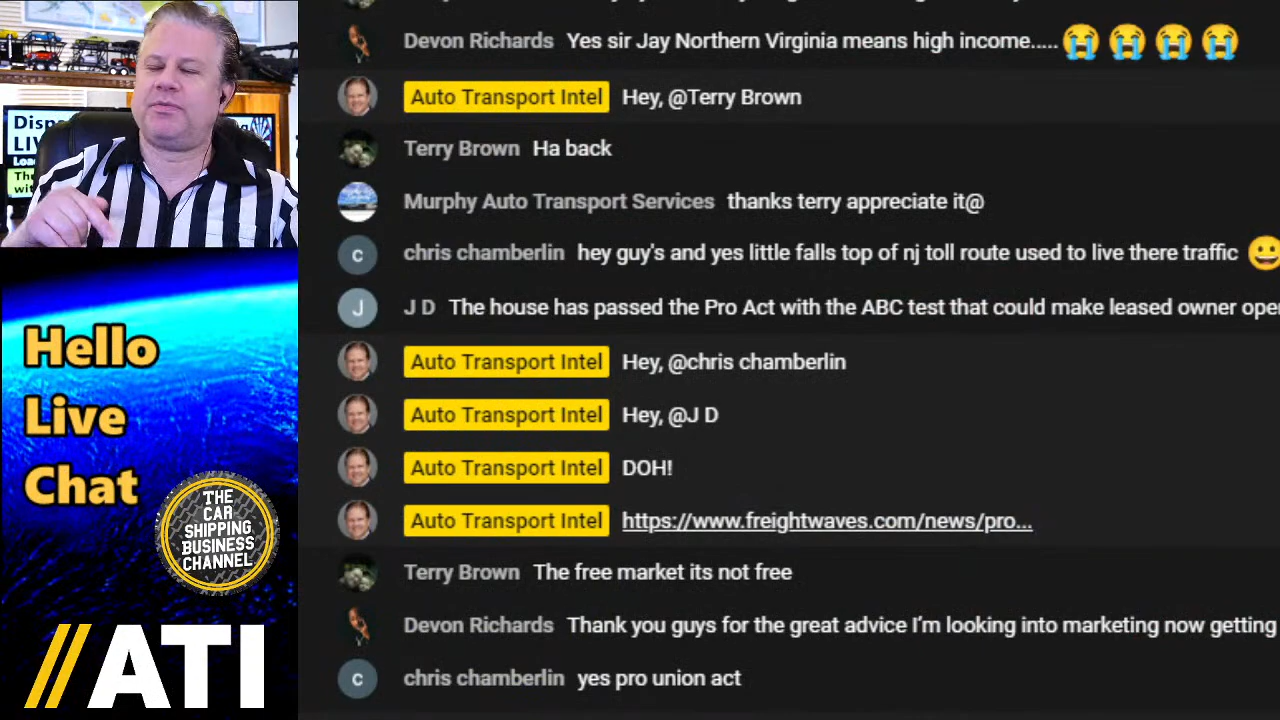 Devon Richards Yes sir Jay Northern Virginia means high income..... 😭😭😭😭
Auto Transport Intel Hey, @Terry Brown
Terry Brown Ha back
Murphy Auto Transport Services thanks terry appreciate it@
chris chamberlin hey guy's and yes little falls top of nj toll route used to live there traffic 😀
J D The house has passed the Pro Act with the ABC test that could make leased owner ope
Auto Transport Intel Hey, @chris chamberlin
Auto Transport Intel Hey, @J D
Auto Transport Intel DOH!
Auto Transport Intel https://www.freightwaves.com/news/pro...
Terry Brown The free market its not free
Devon Richards Thank you guys for the great advice I'm looking into marketing now getting
chris chamberlin yes pro union act
Disp
LIV
Loa
Thu
wit
Hello
Live
Chat
THE
CAR
SHIPPING
BUSINESS
CHANNEL
//ATI